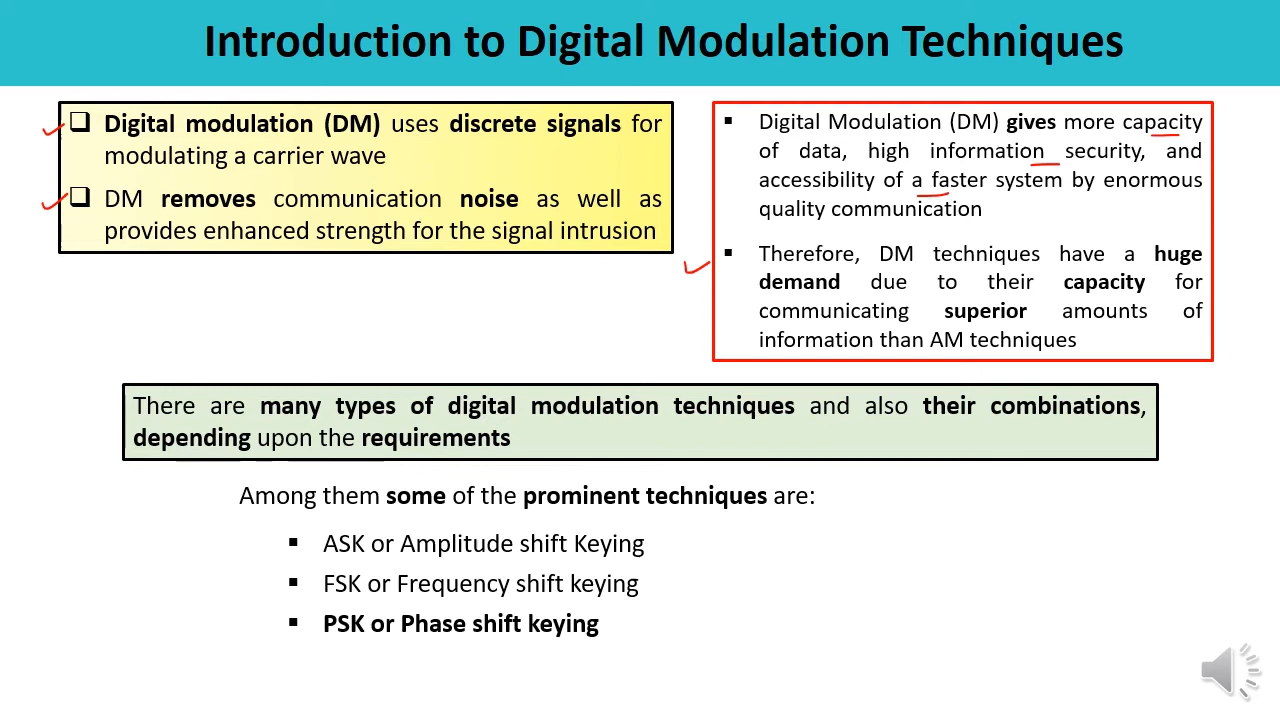 Introduction to Digital Modulation Techniques
Digital modulation (DM) uses discrete signals for
modulating a carrier wave
DM removes communication noise as well as
provides enhanced strength for the signal intrusion
Digital Modulation (DM) gives more capacity
of data, high information security, and
accessibility of a faster system by enormous
quality communication
Therefore, DM techniques have a huge
demand due to their capacity for
communicating superior amounts of
information than AM techniques
There are many types of digital modulation techniques and also their combinations,
depending upon the requirements
Among them some of the prominent techniques are:
ASK or Amplitude shift Keying
FSK or Frequency shift keying
PSK or Phase shift keying